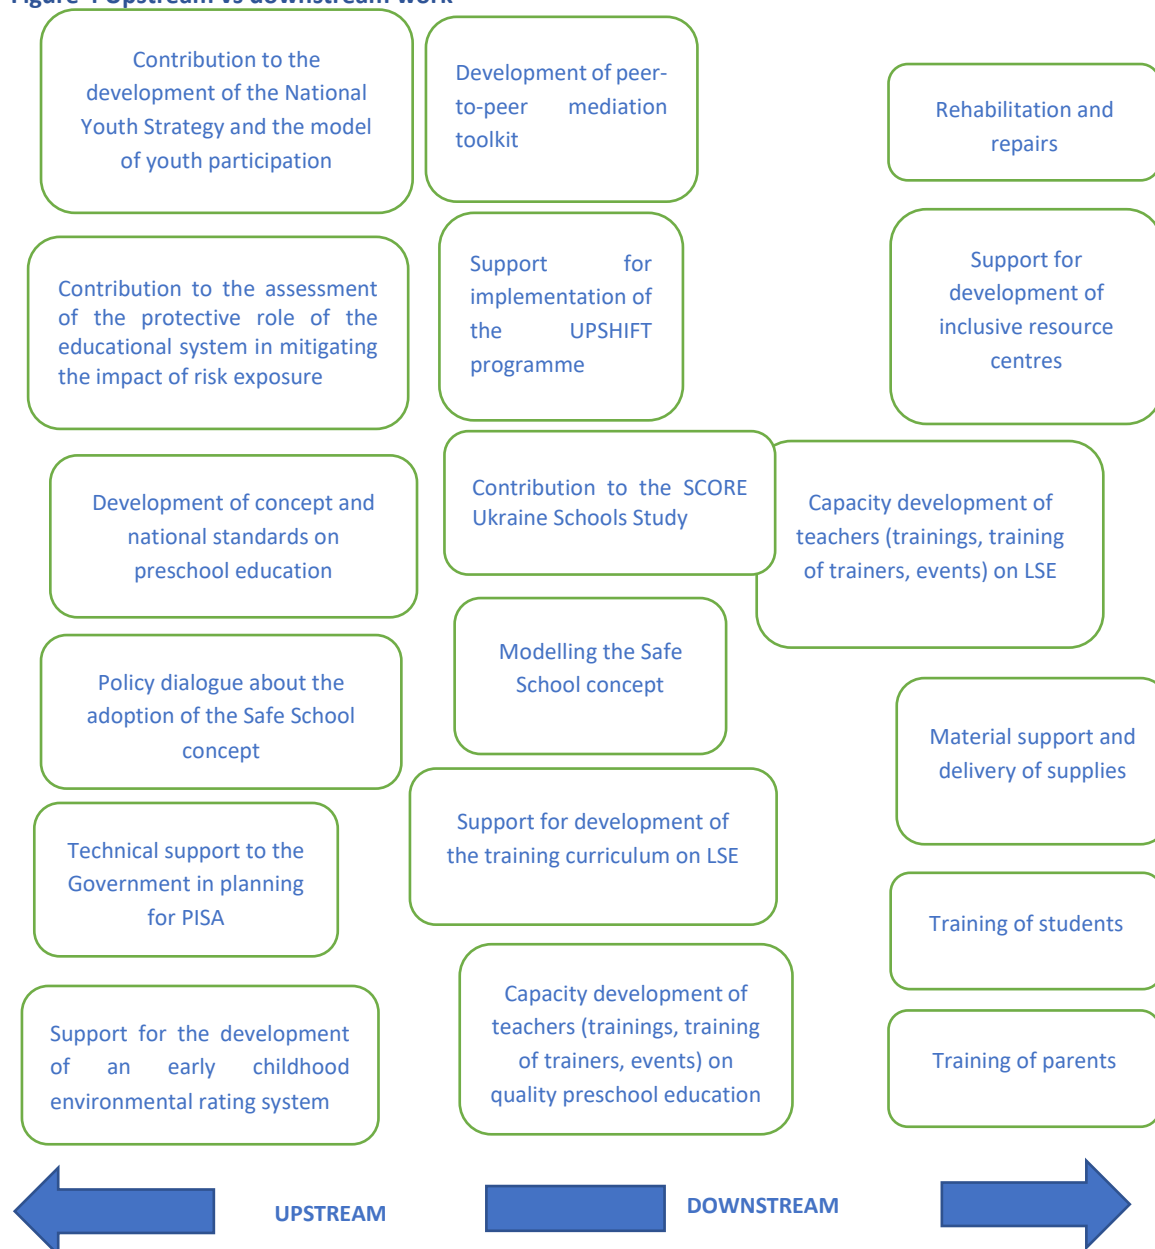 Figure 4 Upstream vs downstream work
Contribution to the
development of the National
Youth Strategy and the model
of youth participation
Contribution to the assessment
of the protective role of the
educational system in mitigating
the impact of risk exposure
Development of concept and
national standards on
preschool education
Policy dialogue about the
adoption of the Safe School
concept
Technical support to the
Government in planning
for PISA
Support for the development
of an early childhood
environmental rating system
Development of peer-
to-peer mediation
toolkit
Support for
implementation of
the UPSHIFT
programme
Contribution to the SCORE
Ukraine Schools Study
Modelling the Safe
School concept
Support for development of
the training curriculum on LSE
Capacity development of
teachers (trainings, training
of trainers, events) on
quality preschool education
Rehabilitation and
repairs
Support for
development of
inclusive resource
centres
Capacity development of
teachers (trainings, training
of trainers, events) on LSE
Material support and
delivery of supplies
Training of students
Training of parents
UPSTREAM
DOWNSTREAM